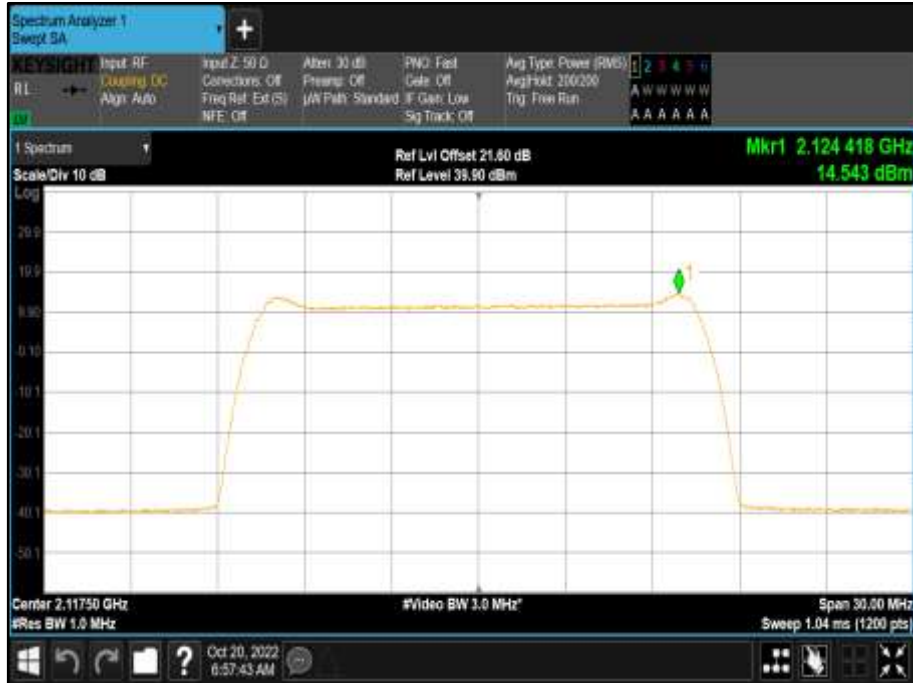 Spectrum Analyzer 1
Swept SA
+
KEYSIGHT Input: RF Input Z: 50 Ω Atten: 30 dB PNO: Fast Avg Type: Power (RMS) 1 2 3 4 5 6
RL Coupling: DC Corrections: Off Preamp: Off Gate: Off Avg|Hold: 200/200 A W W W W W
Align: Auto Freq Ref: Ext (S) µW Path: Standard IF Gain: Low Trig: Free Run
NFE: Off Sig Track: Off A A A A A A
1 Spectrum
Ref Lvl Offset 21.60 dB Mkr1 2.124 418 GHz
Scale/Div 10 dB Ref Level 39.90 dBm 14.543 dBm
Log
29.9
19.9
1
9.90
-0.10
-10.1
-20.1
-30.1
-40.1
-50.1
Center 2.11750 GHz #Video BW 3.0 MHz* Span 30.00 MHz
#Res BW 1.0 MHz Sweep 1.04 ms (1200 pts)
? Oct 20, 2022
6:57:43 AM